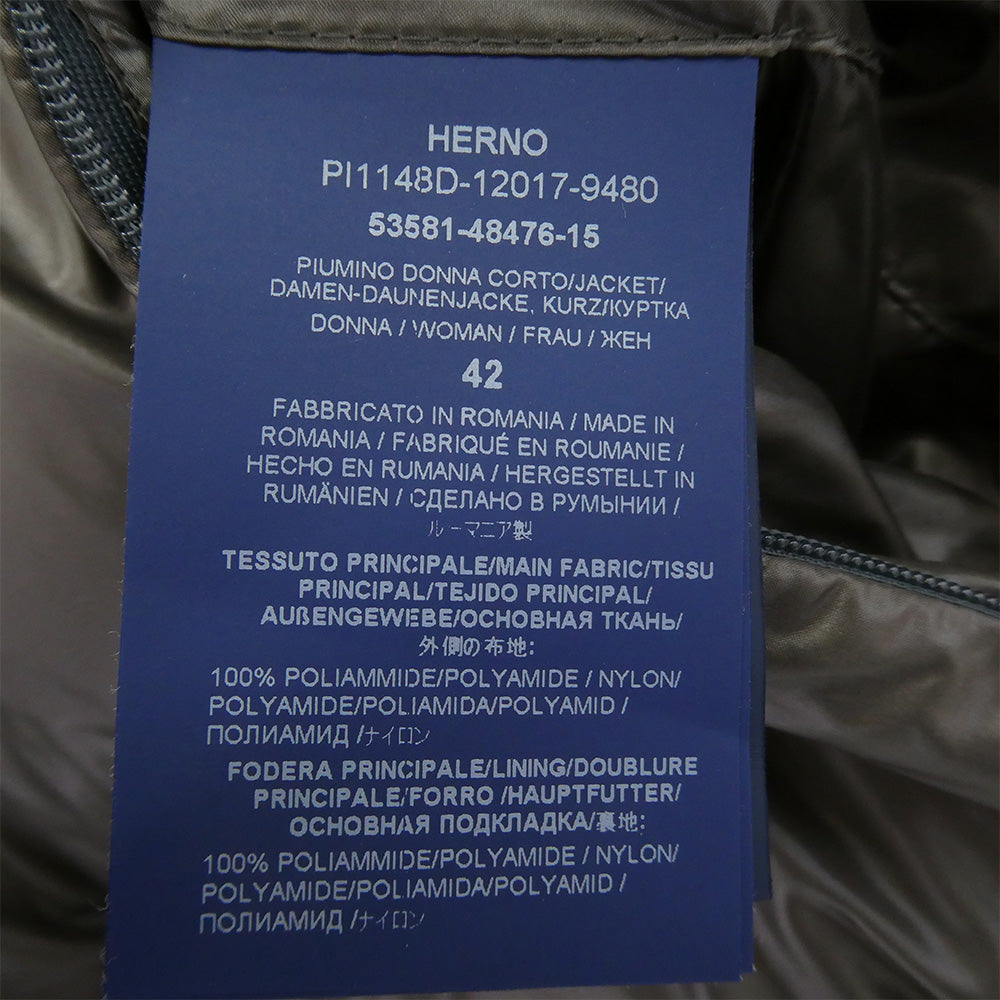 HERNO
PI1148D-12017-9480
53581-48476-15
PIUMINO DONNA CORTO/JACKET/
DAMEN-DAUNENJACKE, KURZ/КУРТКА
DONNA / WOMAN / FRAU / ЖЕН
42
FABBRICATO IN ROMANIA / MADE IN
ROMANIA / FABRIQUÉ EN ROUMANIE /
HECHO EN RUMANIA / HERGESTELLT IN
RUMÄNIEN / СДЕЛАНО В РУМЫНИИ /
ルーマニア製
TESSUTO PRINCIPALE/MAIN FABRIC/TISSU
PRINCIPAL/TEJIDO PRINCIPAL/
AUßENGEWEBE/ОСНОВНАЯ ТКАНЬ/
外側の布地:
100% POLIAMMIDE/POLYAMIDE / NYLON/
POLYAMIDE/POLIAMIDA/POLYAMID /
ПОЛИАМИД /ナイロン
FODERA PRINCIPALE/LINING/DOUBLURE
PRINCIPALE/FORRO /HAUPTFUTTER/
ОСНОВНАЯ ПОДКЛАДКА/裏地:
100% POLIAMMIDE/POLYAMIDE / NYLON/
POLYAMIDE/POLIAMIDA/POLYAMID /
ПОЛИАМИД /ナイロン